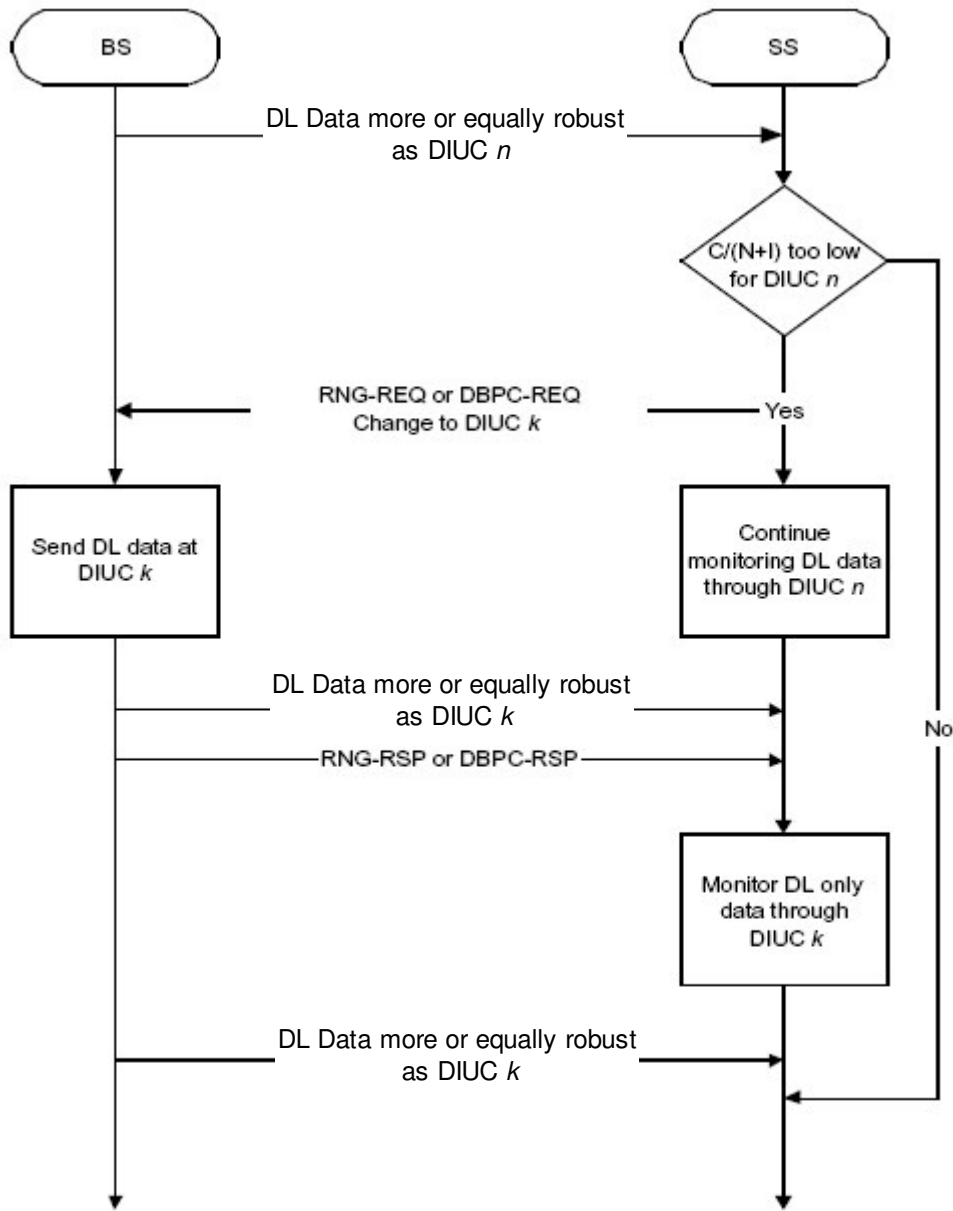 BS
SS
DL Data more or equally robust
as DIUC n
C/(N+I) too low
for DIUC n
RNG-REQ or DBPC-REQ
Change to DIUC k
Yes
Send DL data at
DIUC k
Continue
monitoring DL data
through DIUC n
DL Data more or equally robust
as DIUC k
No
RNG-RSP or DBPC-RSP
Monitor DL only
data through
DIUC k
DL Data more or equally robust
as DIUC k